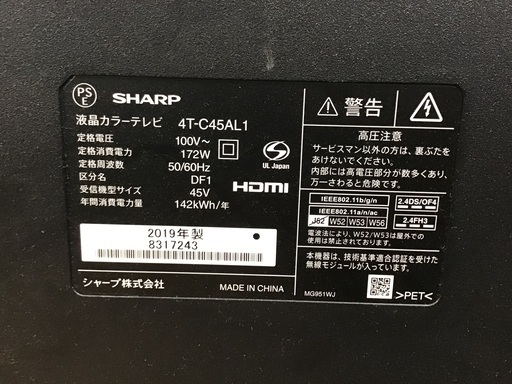 PS
E
SHARP
液晶カラーテレビ 4T-C45AL1
定格電圧 100V～
定格消費電力 172W
定格周波数 50/60Hz
区分名 DF1
受信機型サイズ 45V
年間消費電力量 142kWh/年
UL Japan
HDMI
2019年製
8317243
シャープ株式会社
MADE IN CHINA
警告
高圧注意
サービスマン以外の方は、裏ぶたを
あけないでください。
内部には高電圧部分が数多くあり、
万一さわると危険です。
IEEE802.11b/g/n
2.4DS/OF4
IEEE802.11a/n/ac
J52 W52 W53 W56
2.4FH3
電波法により、W52/W53は屋外での
使用は禁止されています。
本機は、技術基準適合認証を受けた
無線モジュールが入っています。
MG951WJ
>PET<